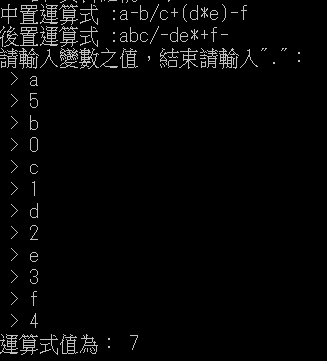 中置運算式 :a-b/c+(d*e)-f
後置運算式 :abc/-de*+f-
請輸入變數之值，結束請輸入"."：
> a
> 5
> b
> 0
> c
> 1
> d
> 2
> e
> 3
> f
> 4
運算式值為： 7